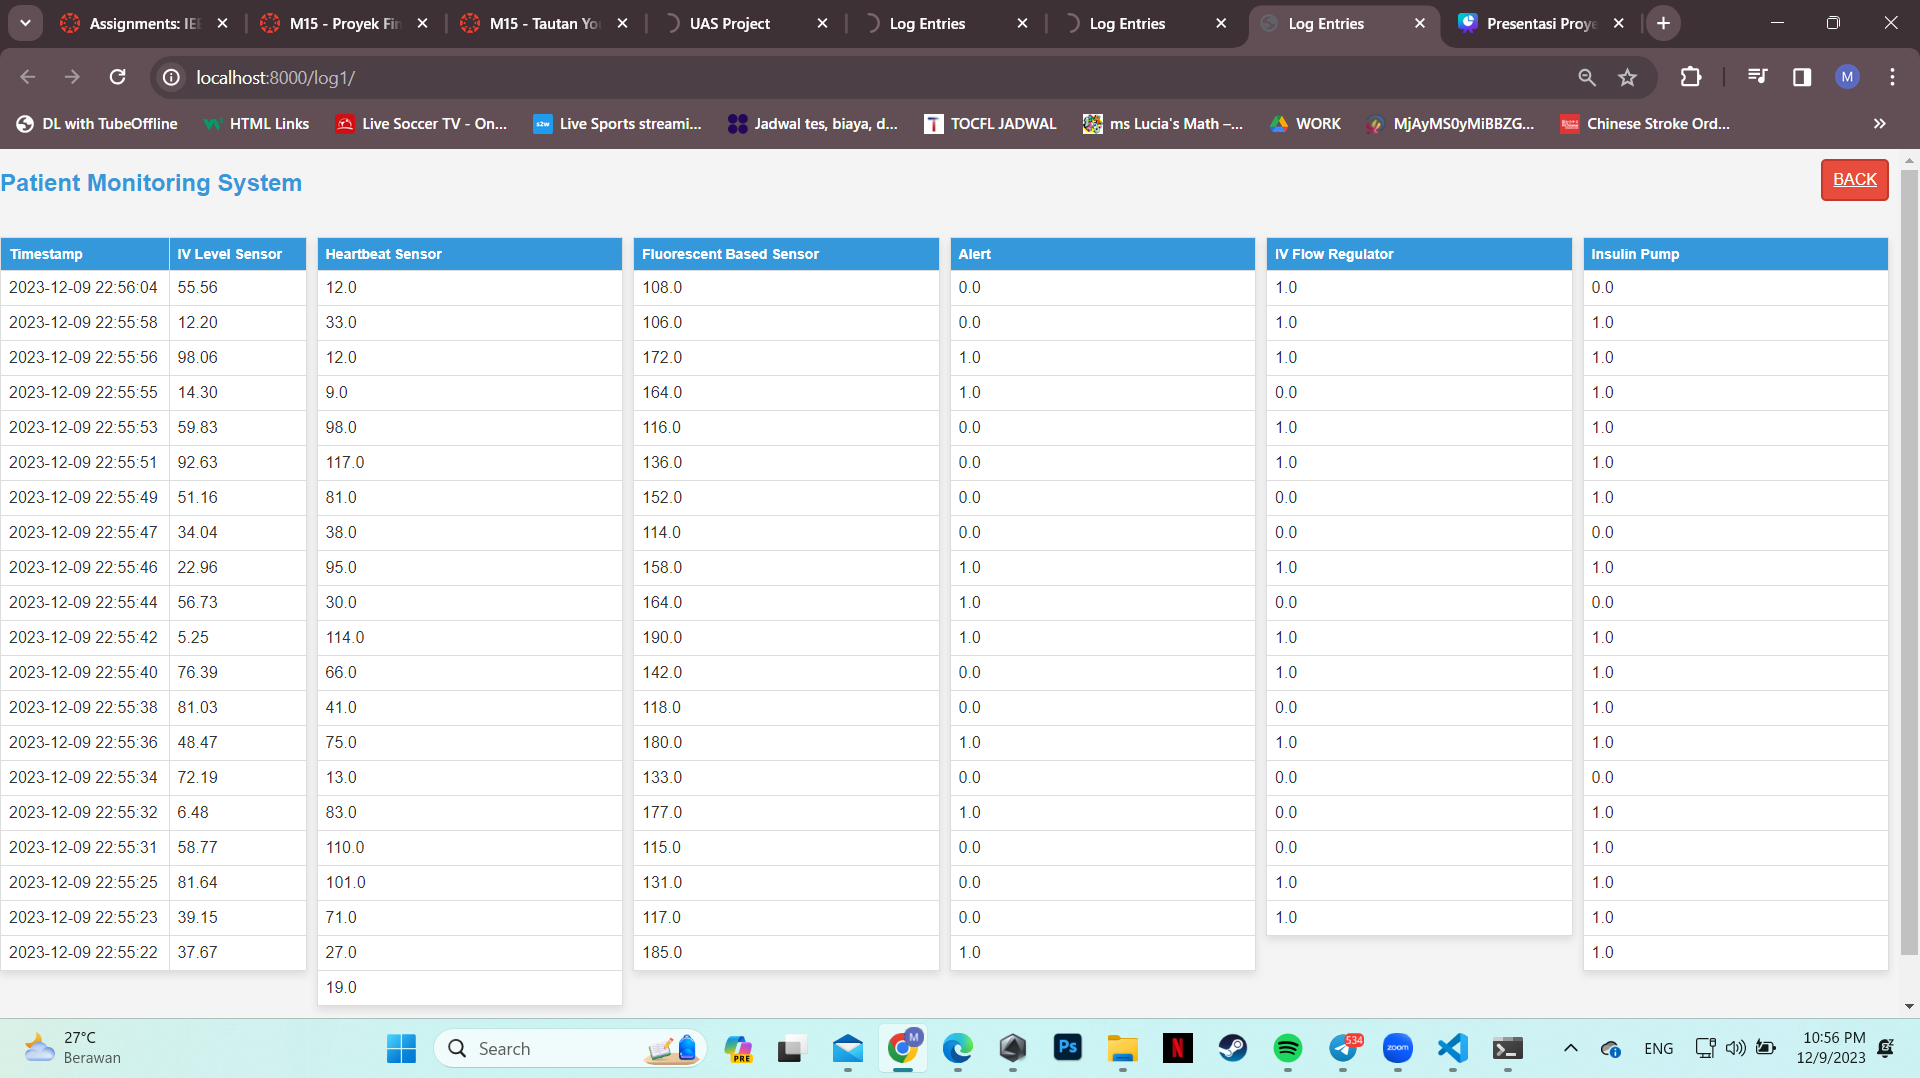 Assignments: IEE
M15 - Proyek Fin
M15 - Tautan Yo
UAS Project
Log Entries
Log Entries
Log Entries
Presentasi Proye
localhost:8000/log1/
M
DL with TubeOffline
HTML Links
Live Soccer TV - On...
s2w
Live Sports streami...
Jadwal tes, biaya, d...
TOCFL JADWAL
ms Lucia's Math –...
WORK
MjAyMS0yMiBBZG...
Chinese Stroke Ord...
Patient Monitoring System
BACK
Timestamp IV Level Sensor Heartbeat Sensor Fluorescent Based Sensor Alert IV Flow Regulator Insulin Pump
2023-12-09 22:56:04 55.56 12.0 108.0 0.0 1.0 0.0
2023-12-09 22:55:58 12.20 33.0 106.0 0.0 1.0 1.0
2023-12-09 22:55:56 98.06 12.0 172.0 1.0 1.0 1.0
2023-12-09 22:55:55 14.30 9.0 164.0 1.0 0.0 1.0
2023-12-09 22:55:53 59.83 98.0 116.0 0.0 1.0 1.0
2023-12-09 22:55:51 92.63 117.0 136.0 0.0 1.0 1.0
2023-12-09 22:55:49 51.16 81.0 152.0 0.0 0.0 1.0
2023-12-09 22:55:47 34.04 38.0 114.0 0.0 0.0 0.0
2023-12-09 22:55:46 22.96 95.0 158.0 1.0 1.0 1.0
2023-12-09 22:55:44 56.73 30.0 164.0 1.0 0.0 0.0
2023-12-09 22:55:42 5.25 114.0 190.0 1.0 1.0 1.0
2023-12-09 22:55:40 76.39 66.0 142.0 0.0 1.0 1.0
2023-12-09 22:55:38 81.03 41.0 118.0 0.0 0.0 1.0
2023-12-09 22:55:36 48.47 75.0 180.0 1.0 1.0 1.0
2023-12-09 22:55:34 72.19 13.0 133.0 0.0 0.0 0.0
2023-12-09 22:55:32 6.48 83.0 177.0 1.0 0.0 1.0
2023-12-09 22:55:31 58.77 110.0 115.0 0.0 0.0 1.0
2023-12-09 22:55:25 81.64 101.0 131.0 0.0 1.0 1.0
2023-12-09 22:55:23 39.15 71.0 117.0 0.0 1.0 1.0
2023-12-09 22:55:22 37.67 27.0 185.0 1.0 1.0
19.0
27°C
Berawan
Search
PRE
M
Ps
N
534
zoom
ENG
10:56 PM
12/9/2023